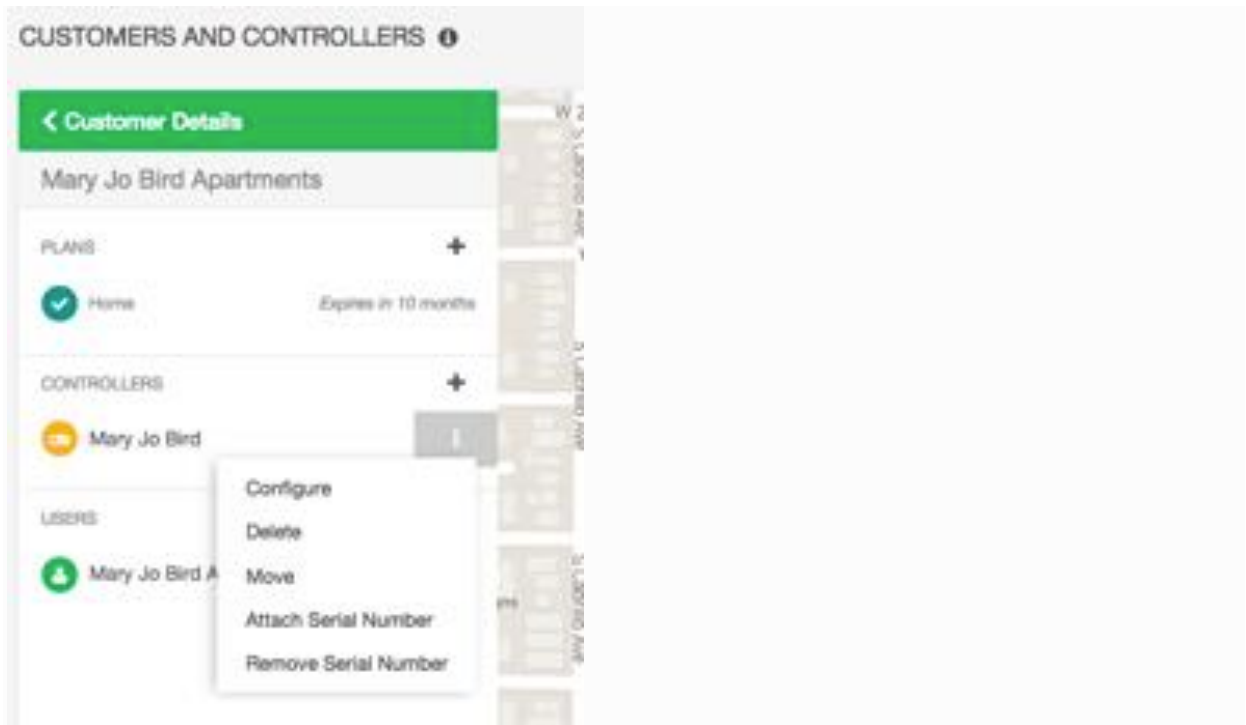 CUSTOMERS AND CONTROLLERS
< Customer Details
Mary Jo Bird Apartments
PLANS
Home
Expires in 10 months
CONTROLLERS
Mary Jo Bird
Configure
Delete
Move
Attach Serial Number
Remove Serial Number
USERS
Mary Jo Bird A